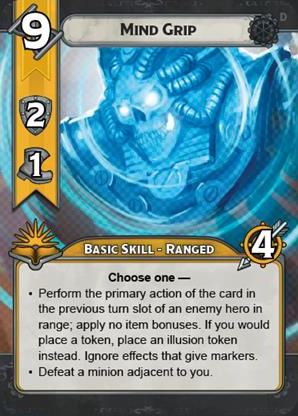 9
MIND GRIP
D
2
1
BASIC SKILL - RANGED
4
Choose one —
• Perform the primary action of the card in
the previous turn slot of an enemy hero in
range; apply no item bonuses. If you would
place a token, place an illusion token
instead. Ignore effects that give markers.
• Defeat a minion adjacent to you.